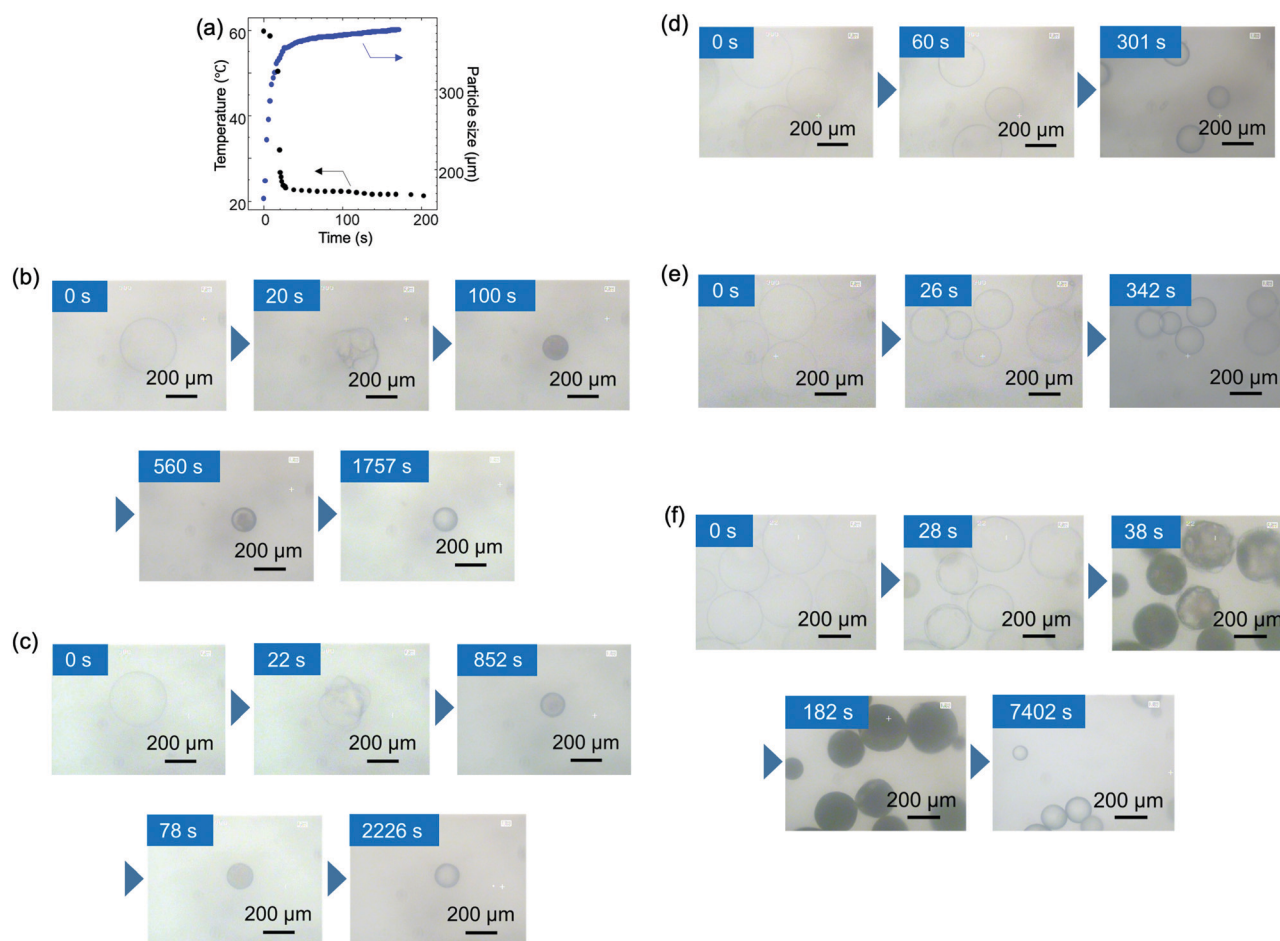 (a)
Temperature (℃)
60
40
20
Particle size (µm)
300
200
0
100
200
Time (s)
(b)
0 s
200 µm
20 s
200 µm
100 s
200 µm
560 s
200 µm
1757 s
200 µm
(c)
0 s
200 µm
22 s
200 µm
852 s
200 µm
78 s
200 µm
2226 s
200 µm
(d)
0 s
200 µm
60 s
200 µm
301 s
200 µm
(e)
0 s
200 µm
26 s
200 µm
342 s
200 µm
(f)
0 s
200 µm
28 s
200 µm
38 s
200 µm
182 s
200 µm
7402 s
200 µm